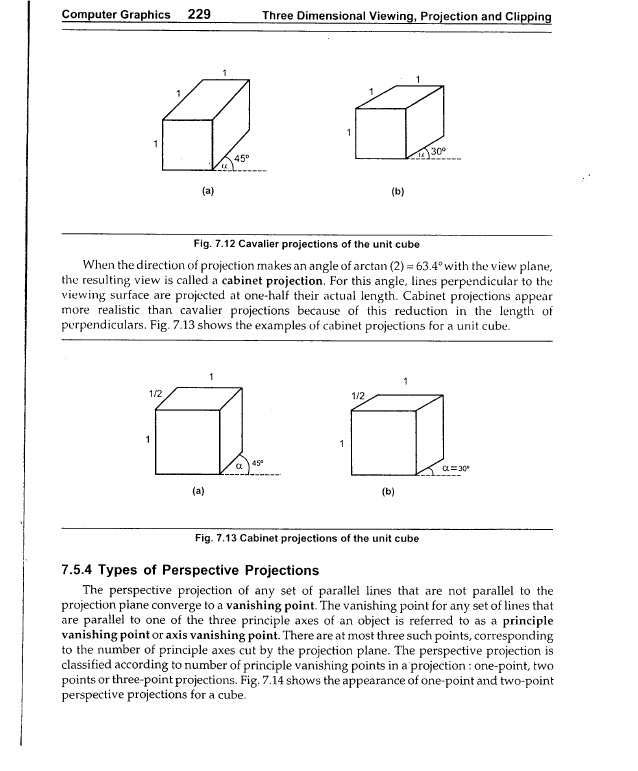 Computer Graphics 229 Three Dimensional Viewing, Projection and Clipping
1
1
1
α
45°
(a)
1
1
1
α
30°
(b)
Fig. 7.12 Cavalier projections of the unit cube
When the direction of projection makes an angle of arctan (2) = 63.4° with the view plane,
the resulting view is called a cabinet projection. For this angle, lines perpendicular to the
viewing surface are projected at one-half their actual length. Cabinet projections appear
more realistic than cavalier projections because of this reduction in the length of
perpendiculars. Fig. 7.13 shows the examples of cabinet projections for a unit cube.
1
1/2
1
α
45°
(a)
1
1/2
1
α=30°
(b)
Fig. 7.13 Cabinet projections of the unit cube
7.5.4 Types of Perspective Projections
The perspective projection of any set of parallel lines that are not parallel to the
projection plane converge to a vanishing point. The vanishing point for any set of lines that
are parallel to one of the three principle axes of an object is referred to as a principle
vanishing point or axis vanishing point. There are at most three such points, corresponding
to the number of principle axes cut by the projection plane. The perspective projection is
classified according to number of principle vanishing points in a projection : one-point, two
points or three-point projections. Fig. 7.14 shows the appearance of one-point and two-point
perspective projections for a cube.